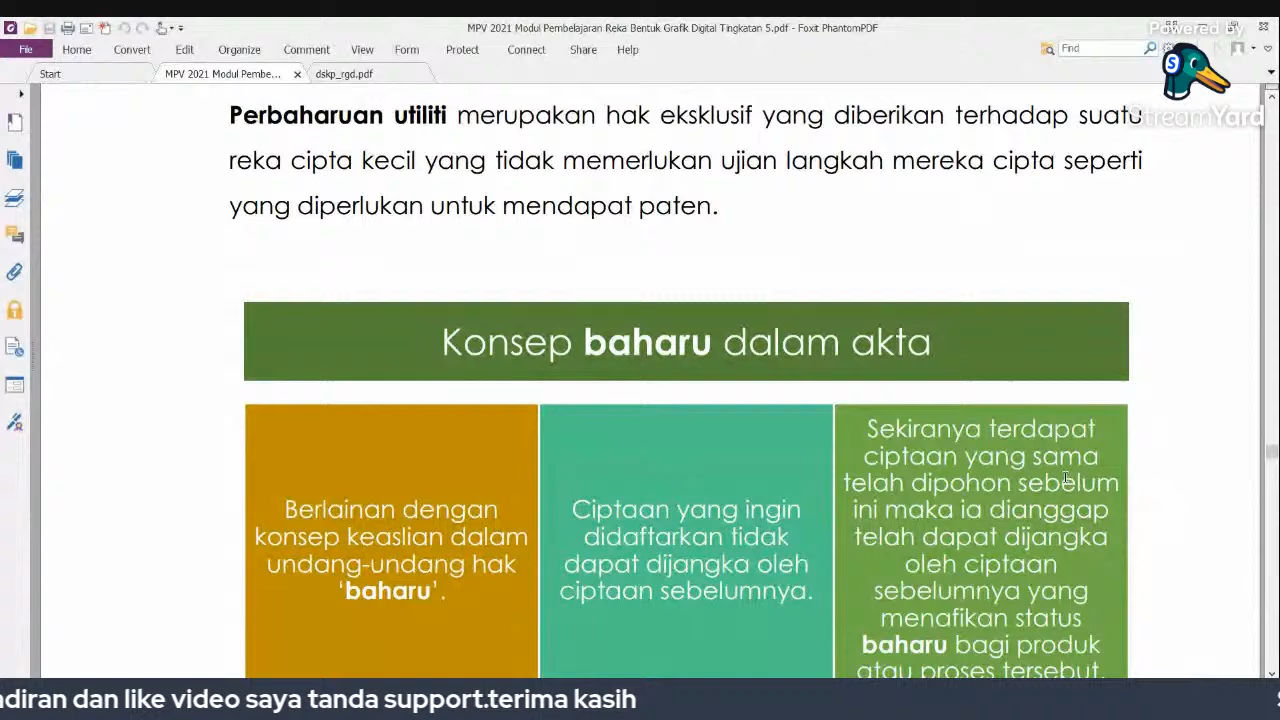 MPV 2021 Modul Pembelajaran Reka Bentuk Grafik Digital Tingkatan 5.pdf - Foxit PhantomPDF
Powered by
File Home Convert Edit Organize Comment View Form Protect Connect Share Help
Find
Start
MPV 2021 Modul Pembe...
dskp_rgd.pdf
StreamYard
Perbaharuan utiliti merupakan hak eksklusif yang diberikan terhadap suatu
reka cipta kecil yang tidak memerlukan ujian langkah mereka cipta seperti
yang diperlukan untuk mendapat paten.
Konsep baharu dalam akta
Berlainan dengan
konsep keaslian dalam
undang-undang hak
‘baharu’.
Ciptaan yang ingin
didaftarkan tidak
dapat dijangka oleh
ciptaan sebelumnya.
Sekiranya terdapat
ciptaan yang sama
telah dipohon sebelum
ini maka ia dianggap
telah dapat dijangka
oleh ciptaan
sebelumnya yang
menafikan status
baharu bagi produk
atau proses tersebut.
adiran dan like video saya tanda support.terima kasih